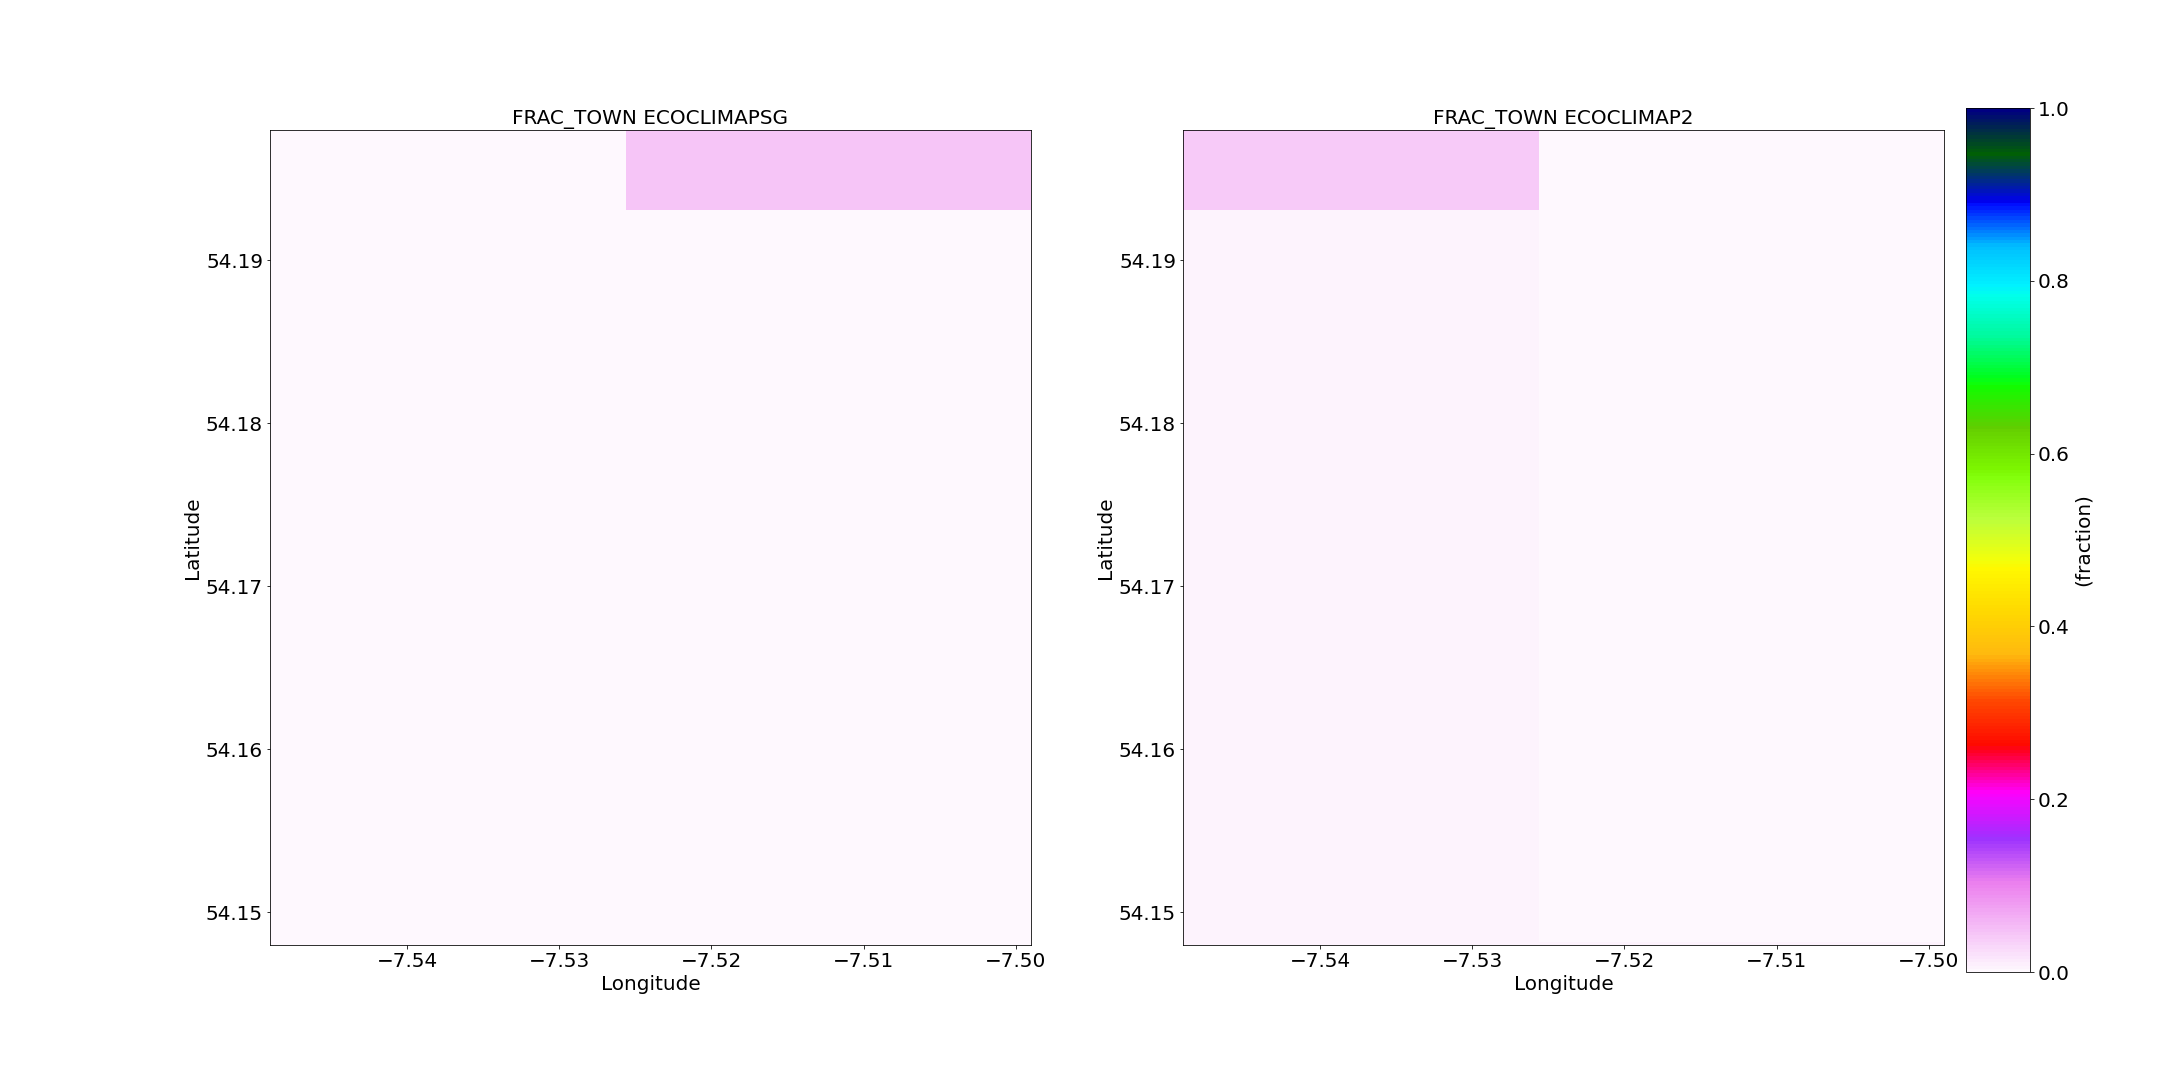 FRAC_TOWN ECOCLIMAPSG
54.19
54.18
54.17
54.16
54.15
Latitude
−7.54 −7.53 −7.52 −7.51 −7.50
Longitude
FRAC_TOWN ECOCLIMAP2
54.19
54.18
54.17
54.16
54.15
Latitude
−7.54 −7.53 −7.52 −7.51 −7.50
Longitude
1.0
0.8
0.6
0.4
0.2
0.0
(fraction)